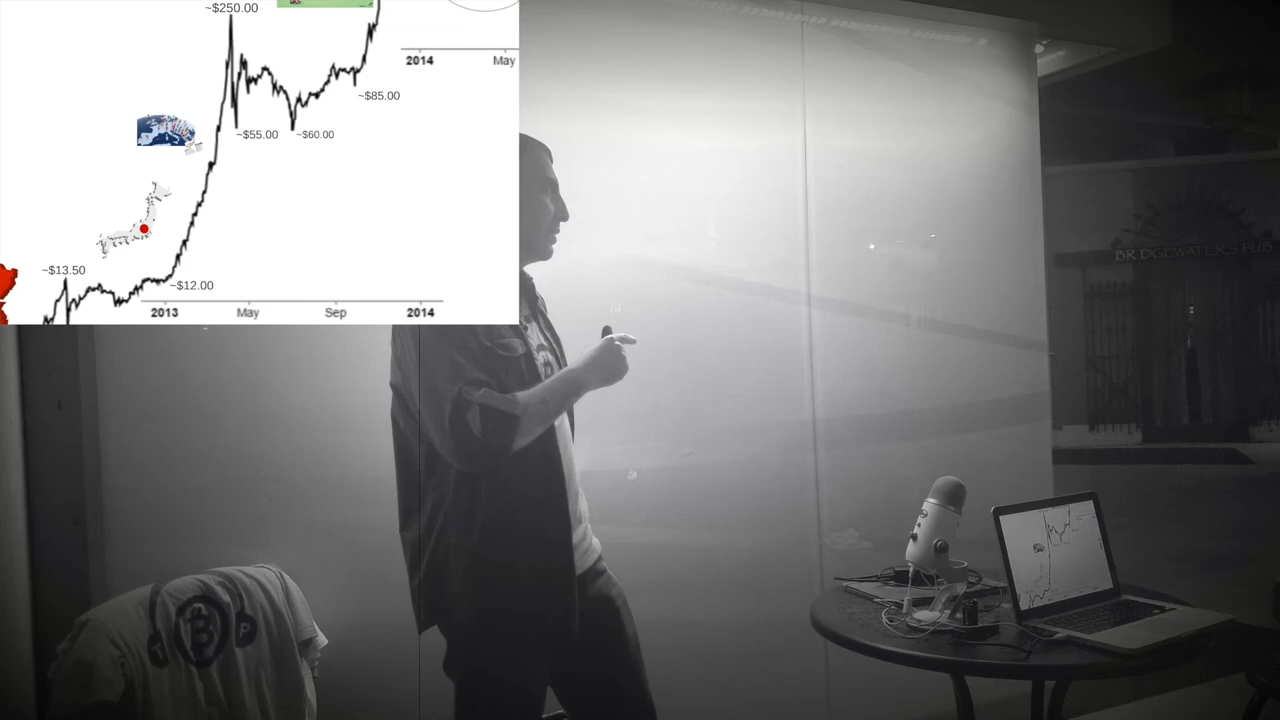 ~$250.00
2014 May
~$85.00
~$55.00 ~$60.00
~$13.50
~$12.00
2013 May Sep 2014
BRIDGEWATERS PUB
T B P